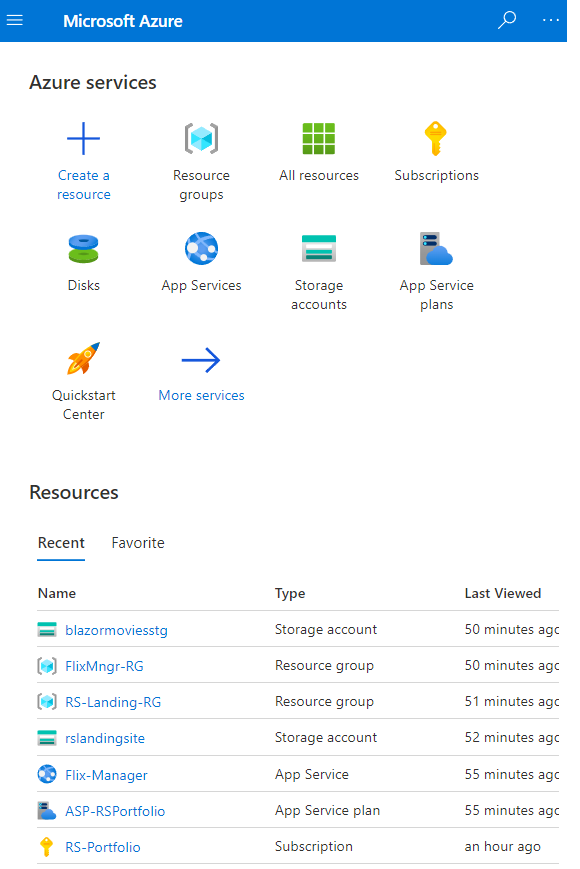 Microsoft Azure
Azure services
Create a
resource
Resource
groups
All resources
Subscriptions
Disks
App Services
Storage
accounts
App Service
plans
Quickstart
Center
More services
Resources
Recent Favorite
Name Type Last Viewed
blazormoviesstg Storage account 50 minutes ago
FlixMngr-RG Resource group 50 minutes ago
RS-Landing-RG Resource group 51 minutes ago
rslandingsite Storage account 52 minutes ago
Flix-Manager App Service 55 minutes ago
ASP-RSPortfolio App Service plan 55 minutes ago
RS-Portfolio Subscription an hour ago